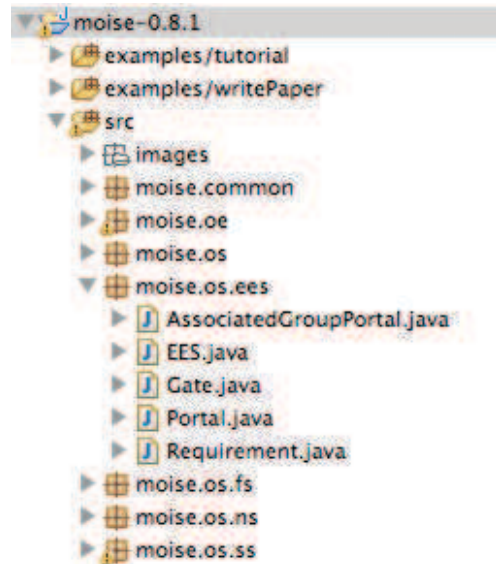 moise-0.8.1
examples/tutorial
examples/writePaper
src
images
moise.common
moise.oe
moise.os
moise.os.ees
AssociatedGroupPortal.java
EES.java
Gate.java
Portal.java
Requirement.java
moise.os.fs
moise.os.ns
moise.os.ss